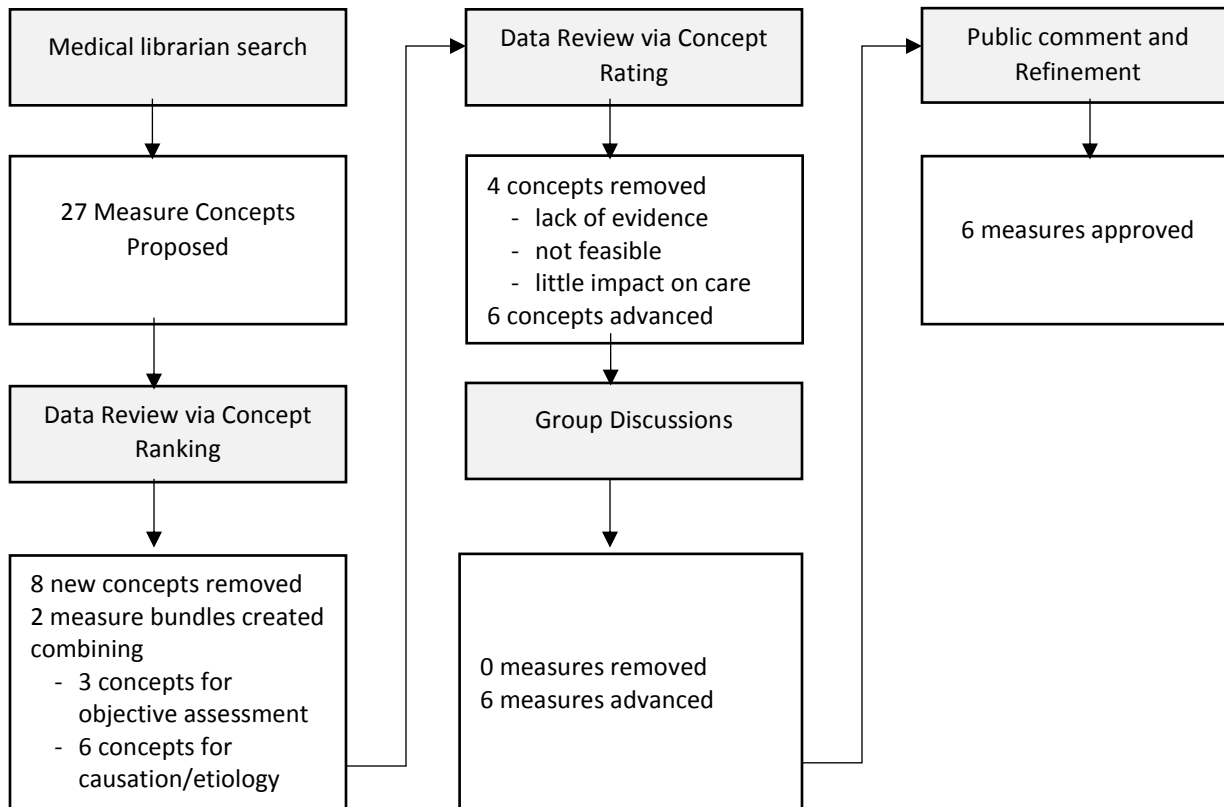 Medical librarian search
27 Measure Concepts
Proposed
Data Review via Concept
Ranking
8 new concepts removed
2 measure bundles created
combining
- 3 concepts for
objective assessment
- 6 concepts for
causation/etiology
Data Review via Concept
Rating
4 concepts removed
- lack of evidence
- not feasible
- little impact on care
6 concepts advanced
Group Discussions
0 measures removed
6 measures advanced
Public comment and
Refinement
6 measures approved